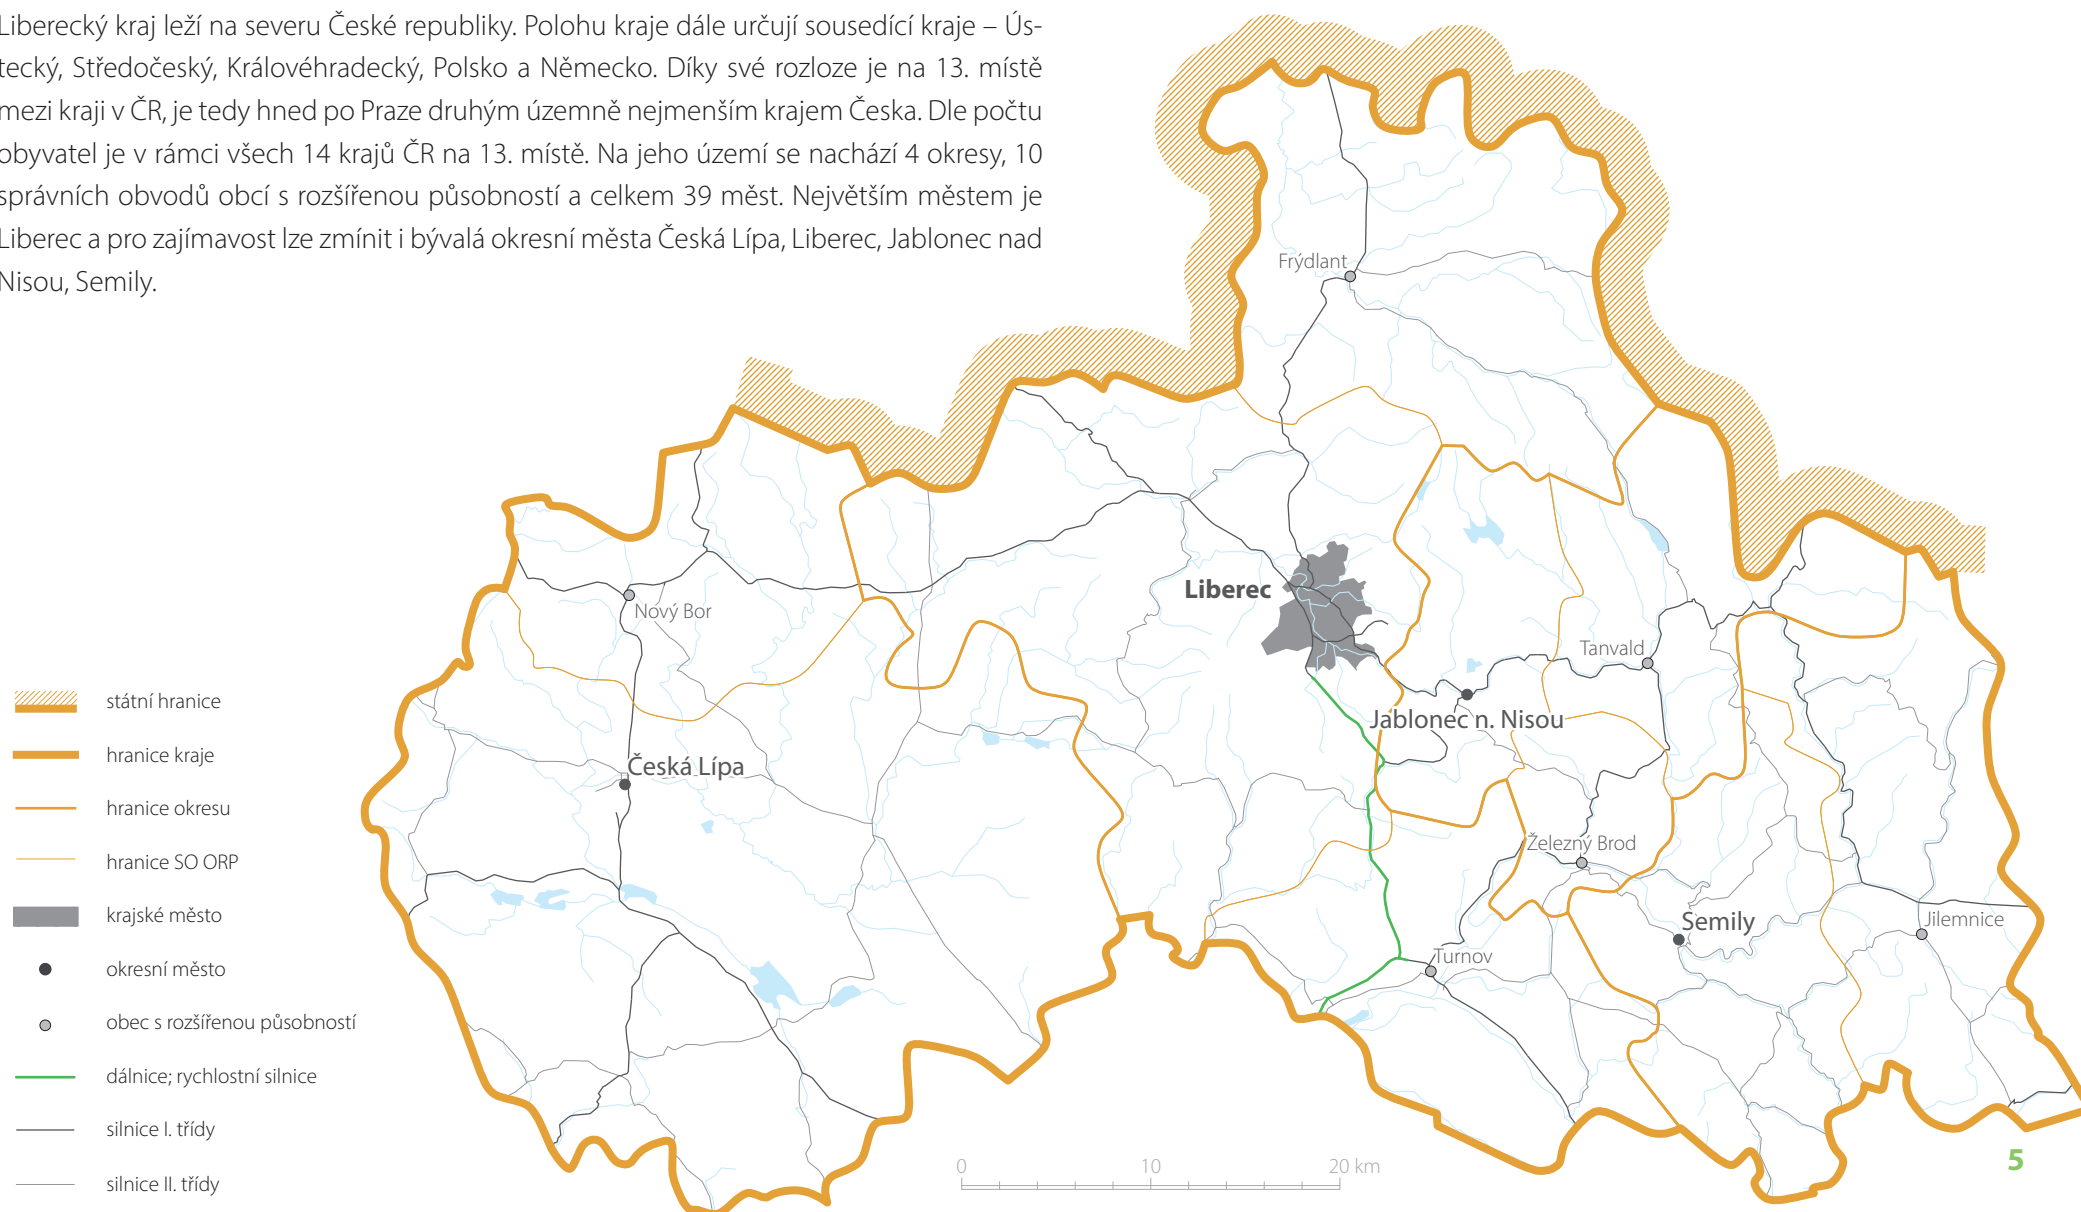 Liberecký kraj leží na severu České republiky. Polohu kraje dále určují sousedící kraje – Ús-
tecký, Středočeský, Královéhradecký, Polsko a Německo. Díky své rozloze je na 13. místě
mezi kraji v ČR, je tedy hned po Praze druhým územně nejmenším krajem Česka. Dle počtu
obyvatel je v rámci všech 14 krajů ČR na 13. místě. Na jeho území se nachází 4 okresy, 10
správních obvodů obcí s rozšířenou působností a celkem 39 měst. Největším městem je
Liberec a pro zajímavost lze zmínit i bývalá okresní města Česká Lípa, Liberec, Jablonec nad
Nisou, Semily.
Frýdlant
Liberec
Nový Bor
Tanvald
Jablonec n. Nisou
Česká Lípa
Železný Brod
Semily
Jilemnice
Turnov
státní hranice
hranice kraje
hranice okresu
hranice SO ORP
krajské město
okresní město
obec s rozšířenou působností
dálnice; rychlostní silnice
silnice I. třídy
silnice II. třídy
0 10 20 km
5